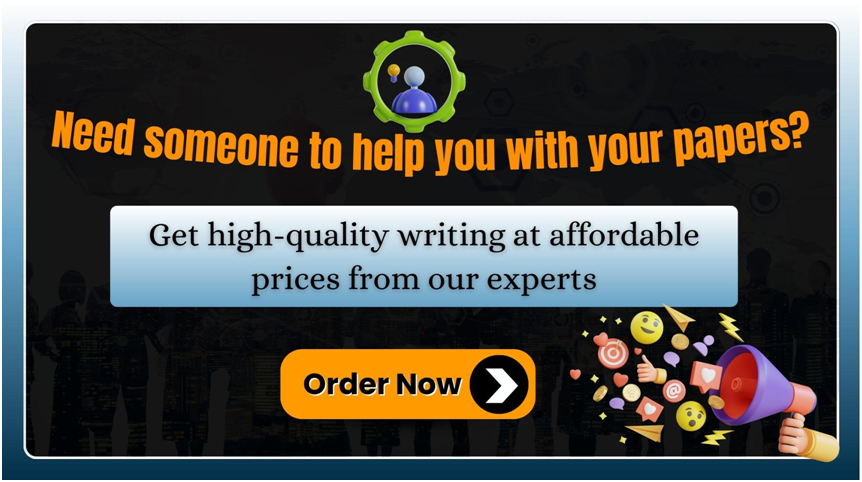 Need someone to help you with your papers?
Get high-quality writing at affordable
prices from our experts
Order Now